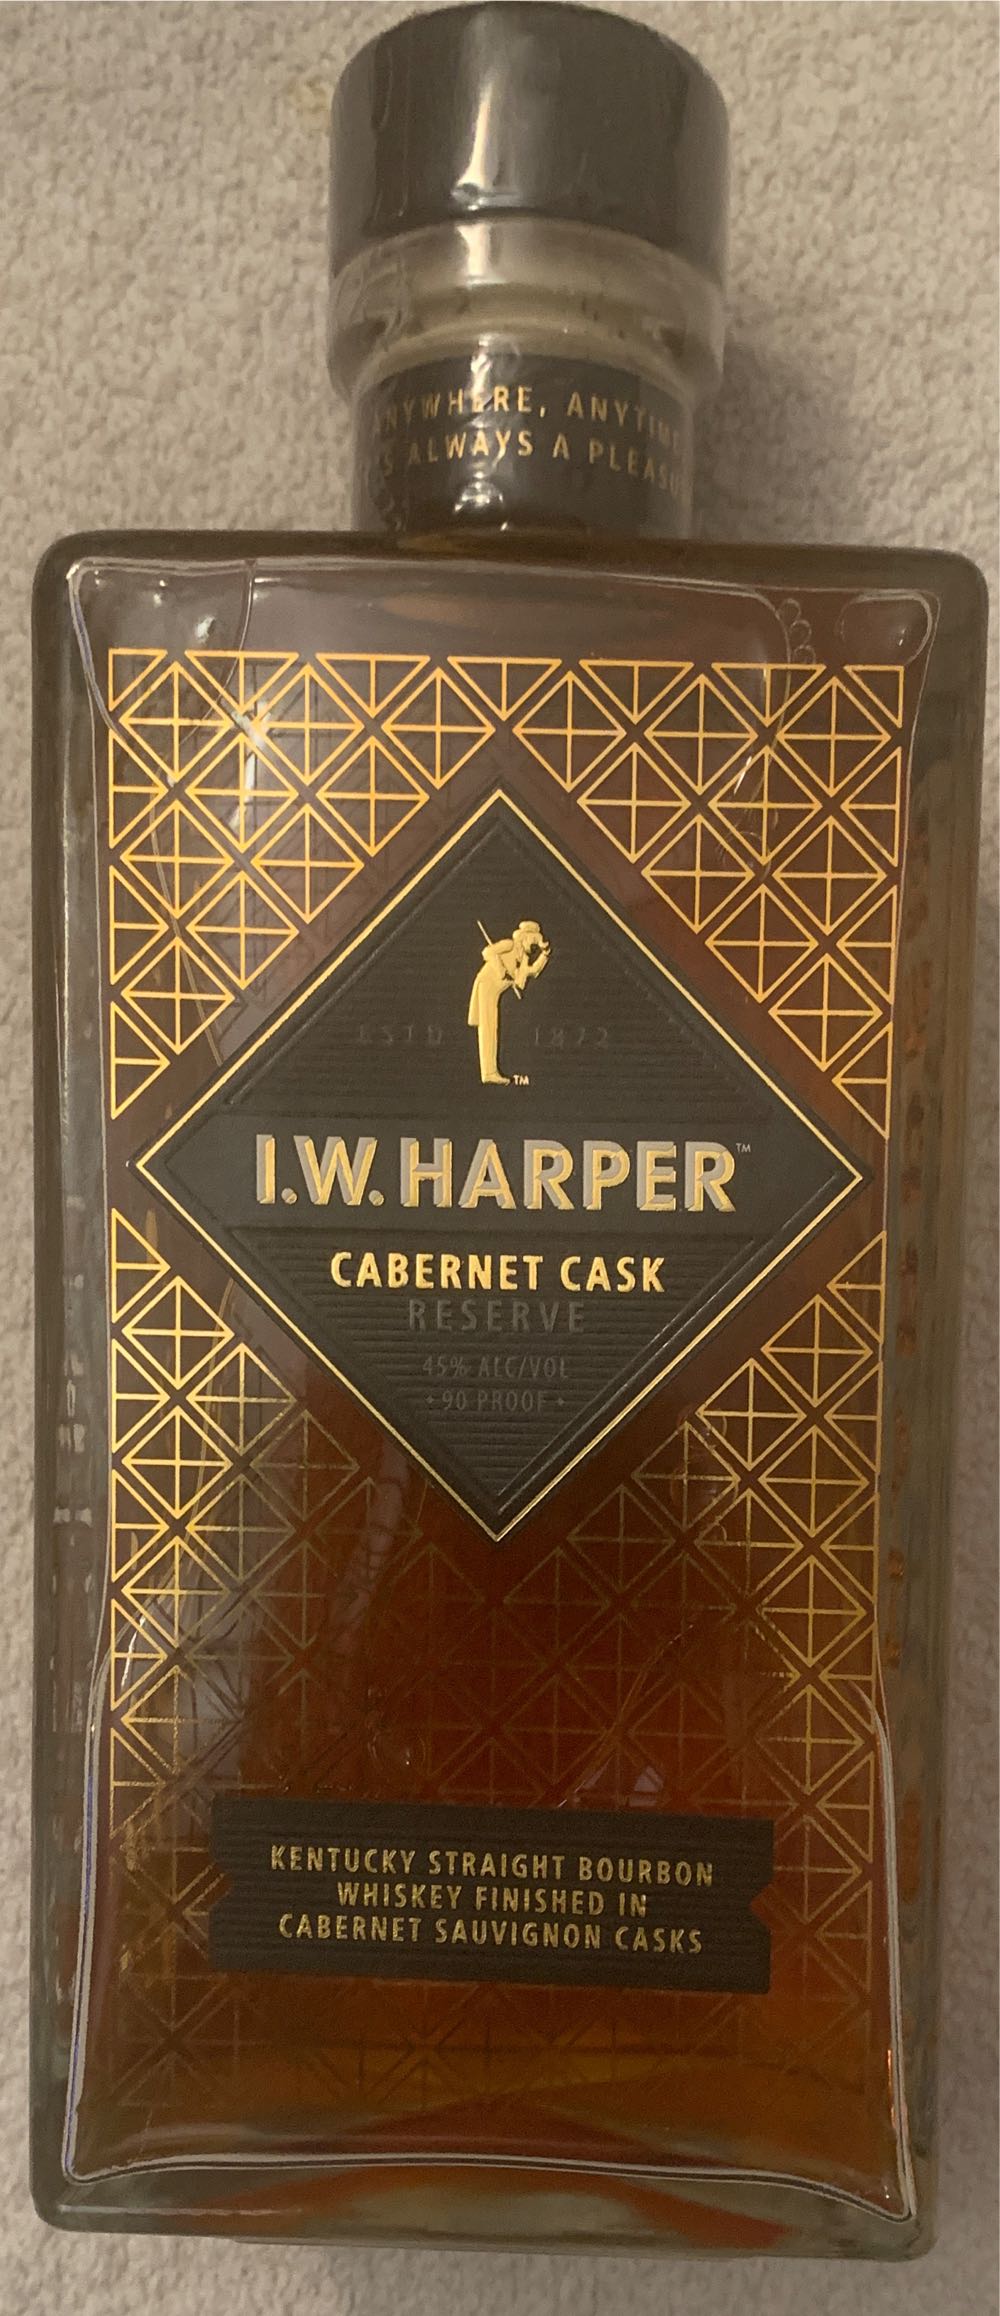 ANYWHERE, ANYTIME
ALWAYS A
ESTD 1872
TM
I.W. HARPER™
CABERNET CASK
RESERVE
45% ALC/VOL
• 90 PROOF •
KENTUCKY STRAIGHT BOURBON
WHISKEY FINISHED IN
CABERNET SAUVIGNON CASKS